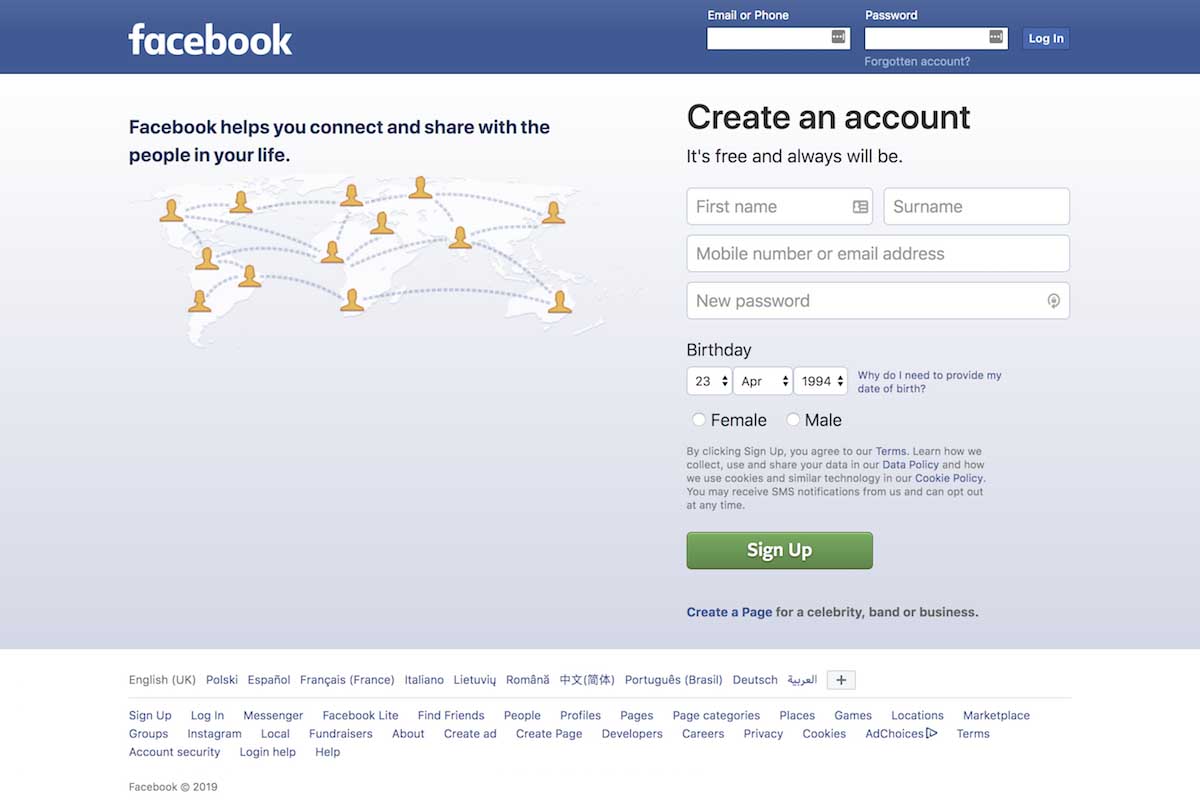 facebook
Email or Phone
Password
Log In
Forgotten account?
Facebook helps you connect and share with the
people in your life.
Create an account
It's free and always will be.
First name
Surname
Mobile number or email address
New password
Birthday
23 Apr 1994
Why do I need to provide my
date of birth?
Female Male
By clicking Sign Up, you agree to our Terms. Learn how we
collect, use and share your data in our Data Policy and how
we use cookies and similar technology in our Cookie Policy.
You may receive SMS notifications from us and can opt out
at any time.
Sign Up
Create a Page for a celebrity, band or business.
English (UK) Polski Español Français (France) Italiano Lietuvių Română 中文(简体) Português (Brasil) Deutsch العربية +
Sign Up Log In Messenger Facebook Lite Find Friends People Profiles Pages Page categories Places Games Locations Marketplace
Groups Instagram Local Fundraisers About Create ad Create Page Developers Careers Privacy Cookies AdChoices Terms
Account security Login help Help
Facebook © 2019